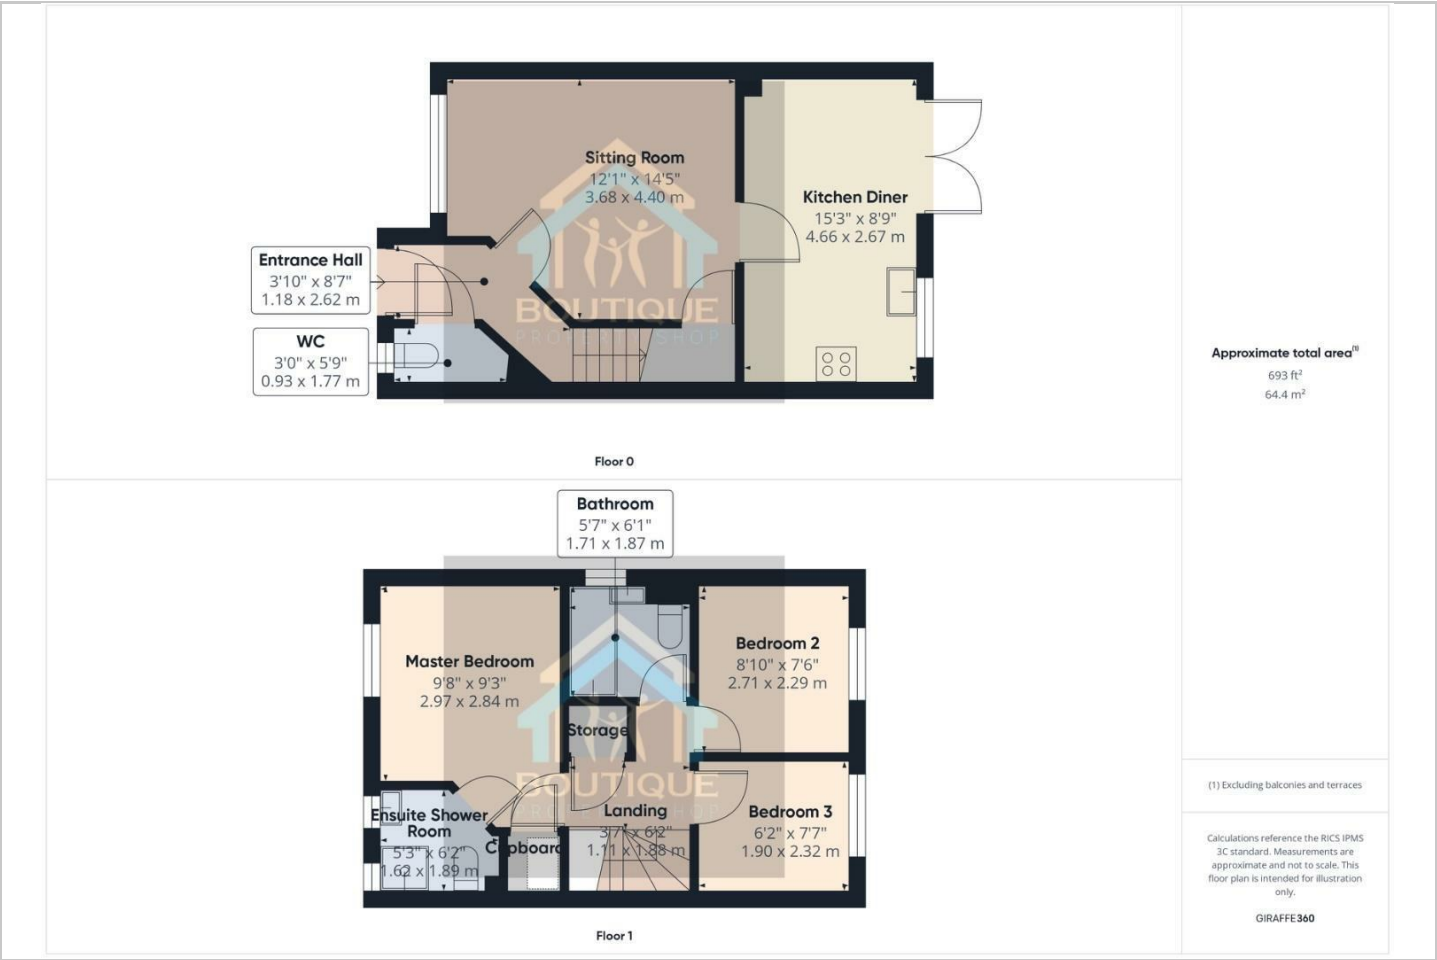 Sitting Room
12'1" x 14'5"
3.68 x 4.40 m
Kitchen Diner
15'3" x 8'9"
4.66 x 2.67 m
Entrance Hall
3'10" x 8'7"
1.18 x 2.62 m
WC
3'0" x 5'9"
0.93 x 1.77 m
BOUTIQUE
PROPERTY SHOP
Floor 0
Approximate total area(1)
693 ft²
64.4 m²
Bathroom
5'7" x 6'1"
1.71 x 1.87 m
Master Bedroom
9'8" x 9'3"
2.97 x 2.84 m
Bedroom 2
8'10" x 7'6"
2.71 x 2.29 m
Storage
BOUTIQUE
PROPERTY SHOP
Landing
3'7" x 6'2"
1.11 x 1.88 m
Bedroom 3
6'2" x 7'7"
1.90 x 2.32 m
Ensuite Shower
Room
5'3" x 6'2"
1.62 x 1.89 m
Cupboard
Floor 1
(1) Excluding balconies and terraces
Calculations reference the RICS IPMS
3C standard. Measurements are
approximate and not to scale. This
floor plan is intended for illustration
only.
GIRAFFE360